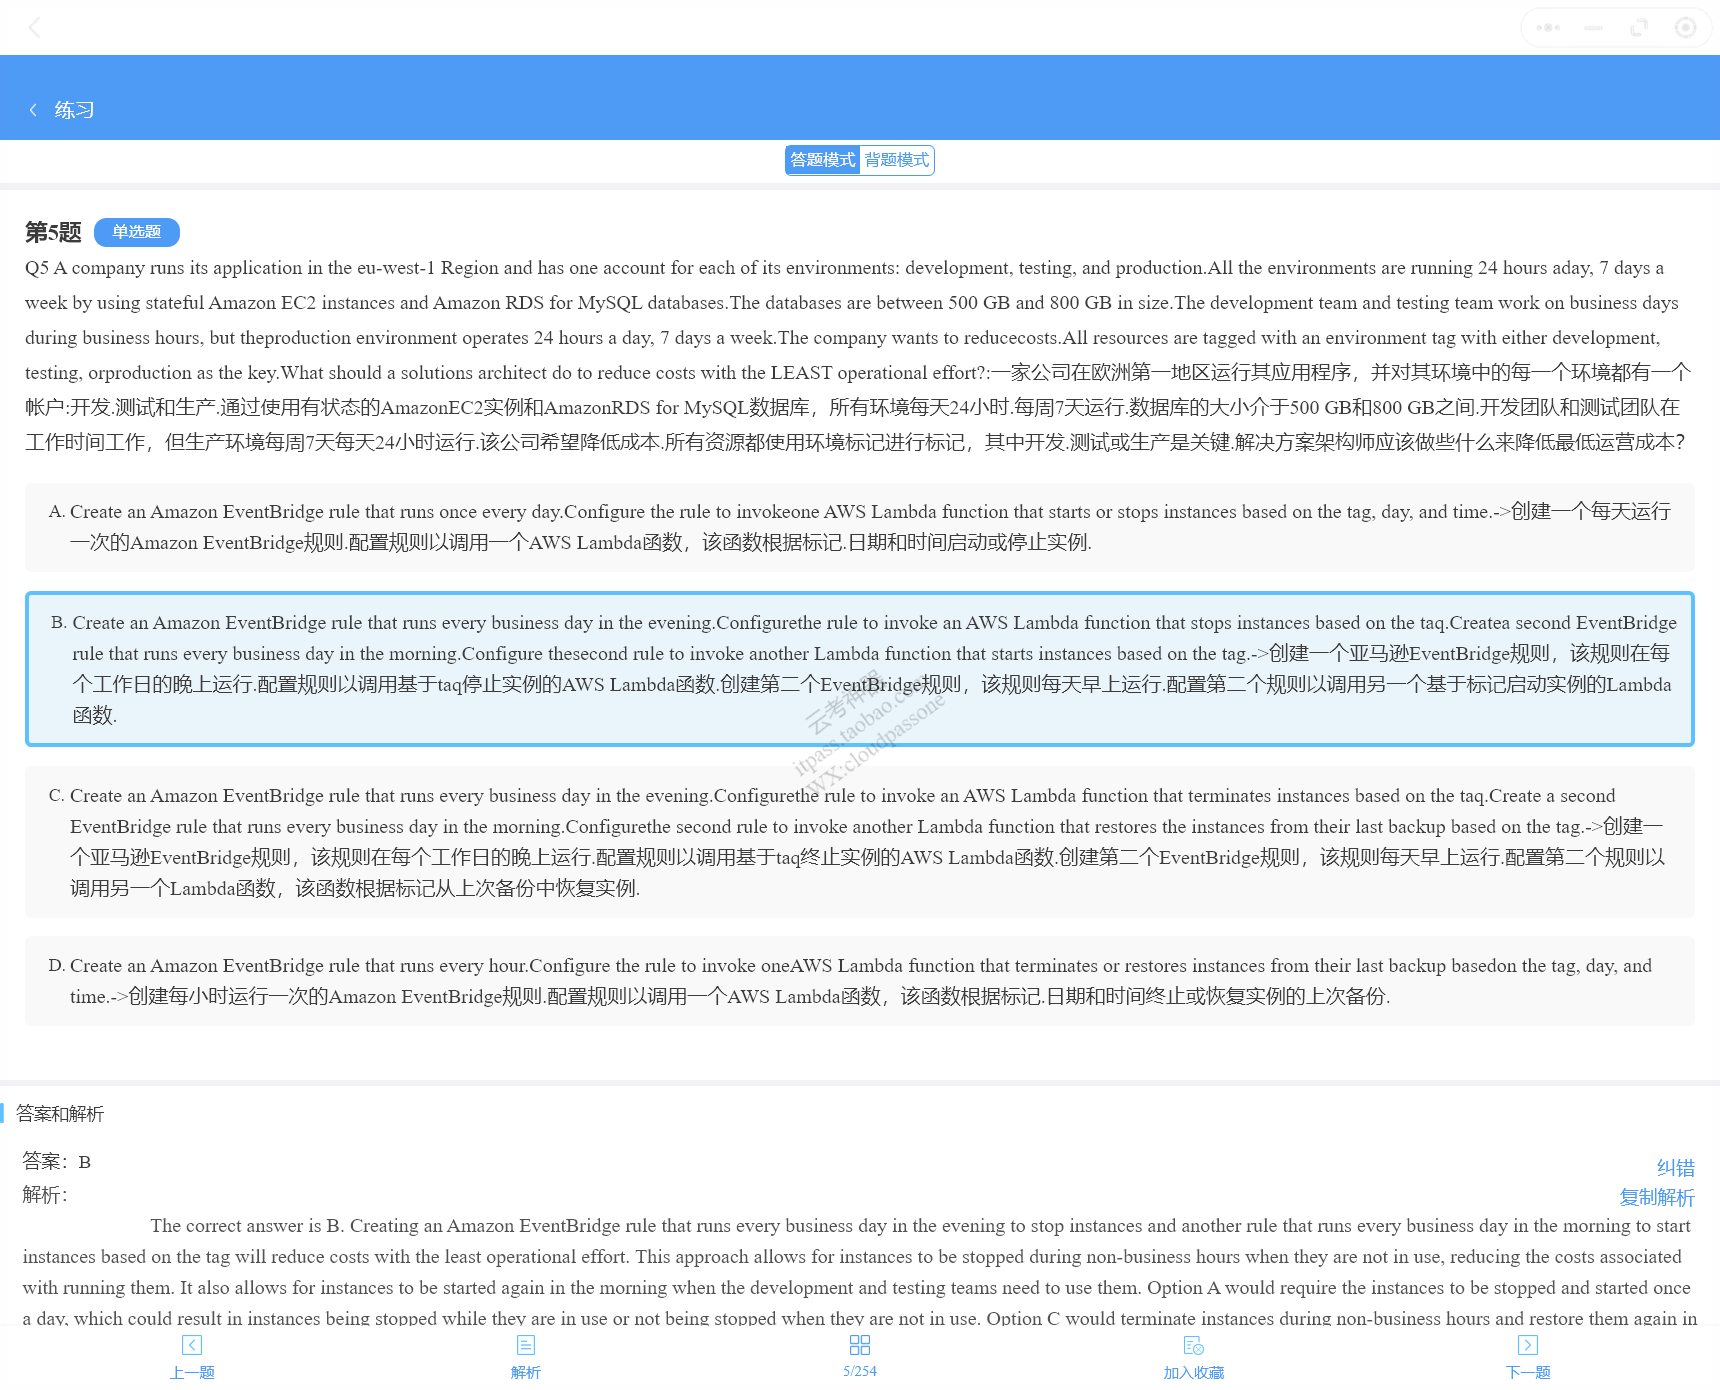 练习
答题模式 背题模式
第5题 单选题
Q5 A company runs its application in the eu-west-1 Region and has one account for each of its environments: development, testing, and production.All the environments are running 24 hours aday, 7 days a
week by using stateful Amazon EC2 instances and Amazon RDS for MySQL databases.The databases are between 500 GB and 800 GB in size.The development team and testing team work on business days
during business hours, but theproduction environment operates 24 hours a day, 7 days a week.The company wants to reducecosts.All resources are tagged with an environment tag with either development,
testing, orproduction as the key.What should a solutions architect do to reduce costs with the LEAST operational effort?:一家公司在欧洲第一地区运行其应用程序，并对其环境中的每一个环境都有一个
帐户:开发.测试和生产.通过使用有状态的AmazonEC2实例和AmazonRDS for MySQL数据库，所有环境每天24小时.每周7天运行.数据库的大小介于500 GB和800 GB之间.开发团队和测试团队在
工作时间工作，但生产环境每周7天每天24小时运行.该公司希望降低成本.所有资源都使用环境标记进行标记，其中开发.测试或生产是关键.解决方案架构师应该做些什么来降低最低运营成本？
A. Create an Amazon EventBridge rule that runs once every day.Configure the rule to invokeone AWS Lambda function that starts or stops instances based on the tag, day, and time.->创建一个每天运行
一次的Amazon EventBridge规则.配置规则以调用一个AWS Lambda函数，该函数根据标记.日期和时间启动或停止实例.
B. Create an Amazon EventBridge rule that runs every business day in the evening.Configurethe rule to invoke an AWS Lambda function that stops instances based on the taq.Createa second EventBridge
rule that runs every business day in the morning.Configure thesecond rule to invoke another Lambda function that starts instances based on the tag.->创建一个亚马逊EventBridge规则，该规则在每
个工作日的晚上运行.配置规则以调用基于taq停止实例的AWS Lambda函数.创建第二个EventBridge规则，该规则每天早上运行.配置第二个规则以调用另一个基于标记启动实例的Lambda
函数.
云考神器
itpass.taobao.com
WX:cloudpassone
C. Create an Amazon EventBridge rule that runs every business day in the evening.Configurethe rule to invoke an AWS Lambda function that terminates instances based on the taq.Create a second
EventBridge rule that runs every business day in the morning.Configurethe second rule to invoke another Lambda function that restores the instances from their last backup based on the tag.->创建一
个亚马逊EventBridge规则，该规则在每个工作日的晚上运行.配置规则以调用基于taq终止实例的AWS Lambda函数.创建第二个EventBridge规则，该规则每天早上运行.配置第二个规则以
调用另一个Lambda函数，该函数根据标记从上次备份中恢复实例.
D. Create an Amazon EventBridge rule that runs every hour.Configure the rule to invoke oneAWS Lambda function that terminates or restores instances from their last backup basedon the tag, day, and
time.->创建每小时运行一次的Amazon EventBridge规则.配置规则以调用一个AWS Lambda函数，该函数根据标记.日期和时间终止或恢复实例的上次备份.
答案和解析
答案：B
纠错
解析：
复制解析
The correct answer is B. Creating an Amazon EventBridge rule that runs every business day in the evening to stop instances and another rule that runs every business day in the morning to start
instances based on the tag will reduce costs with the least operational effort. This approach allows for instances to be stopped during non-business hours when they are not in use, reducing the costs associated
with running them. It also allows for instances to be started again in the morning when the development and testing teams need to use them. Option A would require the instances to be stopped and started once
a day, which could result in instances being stopped while they are in use or not being stopped when they are not in use. Option C would terminate instances during non-business hours and restore them again in
上一题 解析 5/254 加入收藏 下一题